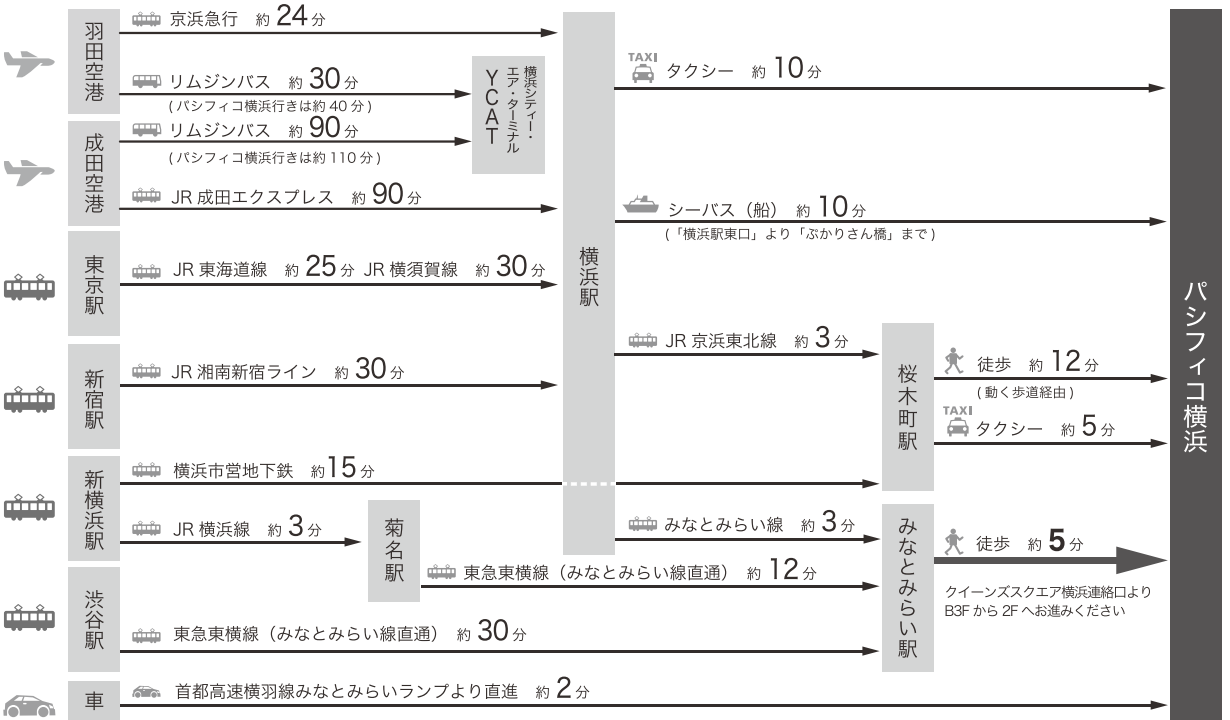 羽田空港
京浜急行 約24分
リムジンバス 約30分
(パシフィコ横浜行きは約40分)
成田空港
リムジンバス 約90分
(パシフィコ横浜行きは約110分)
JR 成田エクスプレス 約90分
横浜シティー・
エア・ターミナル
YCAT
東京駅
JR 東海道線 約25分 JR 横須賀線 約30分
新宿駅
JR 湘南新宿ライン 約30分
新横浜駅
横浜市営地下鉄 約15分
JR 横浜線 約3分
菊名駅
東急東横線(みなとみらい線直通) 約12分
渋谷駅
東急東横線(みなとみらい線直通) 約30分
車
首都高速横羽線みなとみらいランプより直進 約2分
横浜駅
TAXI
タクシー 約10分
シーバス(船) 約10分
(「横浜駅東口」より「ぷかりさん橋」まで)
JR 京浜東北線 約3分
みなとみらい線 約3分
桜木町駅
徒歩 約12分
(動く歩道経由)
TAXI
タクシー 約5分
みなとみらい駅
徒歩 約5分
クイーンズスクエア横浜連絡口より
B3F から 2F へお進みください
パシフィコ横浜